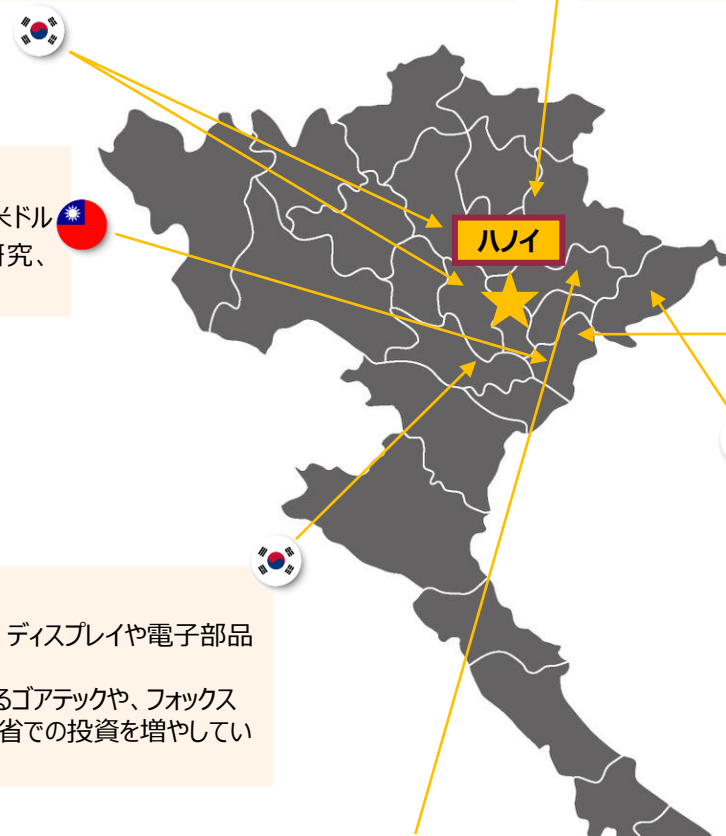 米ドル
研究、
ハノイ
ディスプレイや電子部品
るゴアテックや、フォックス
省での投資を増やしてい